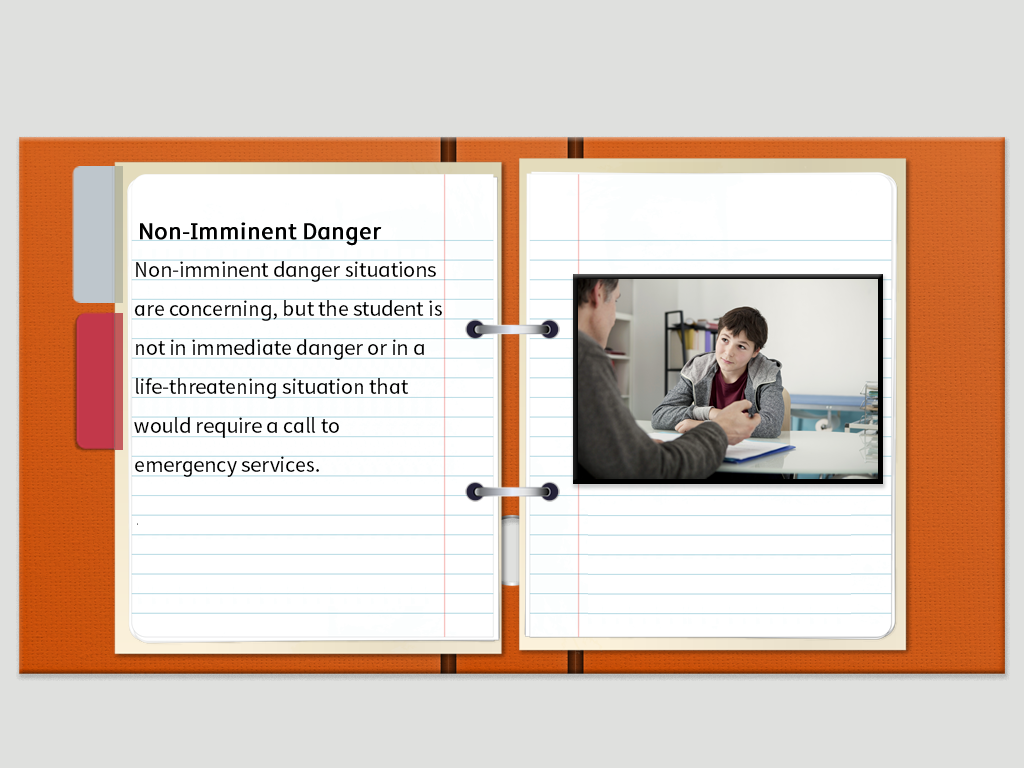 Non-Imminent Danger
Non-imminent danger situations
are concerning, but the student is
not in immediate danger or in a
life-threatening situation that
would require a call to
emergency services.
.